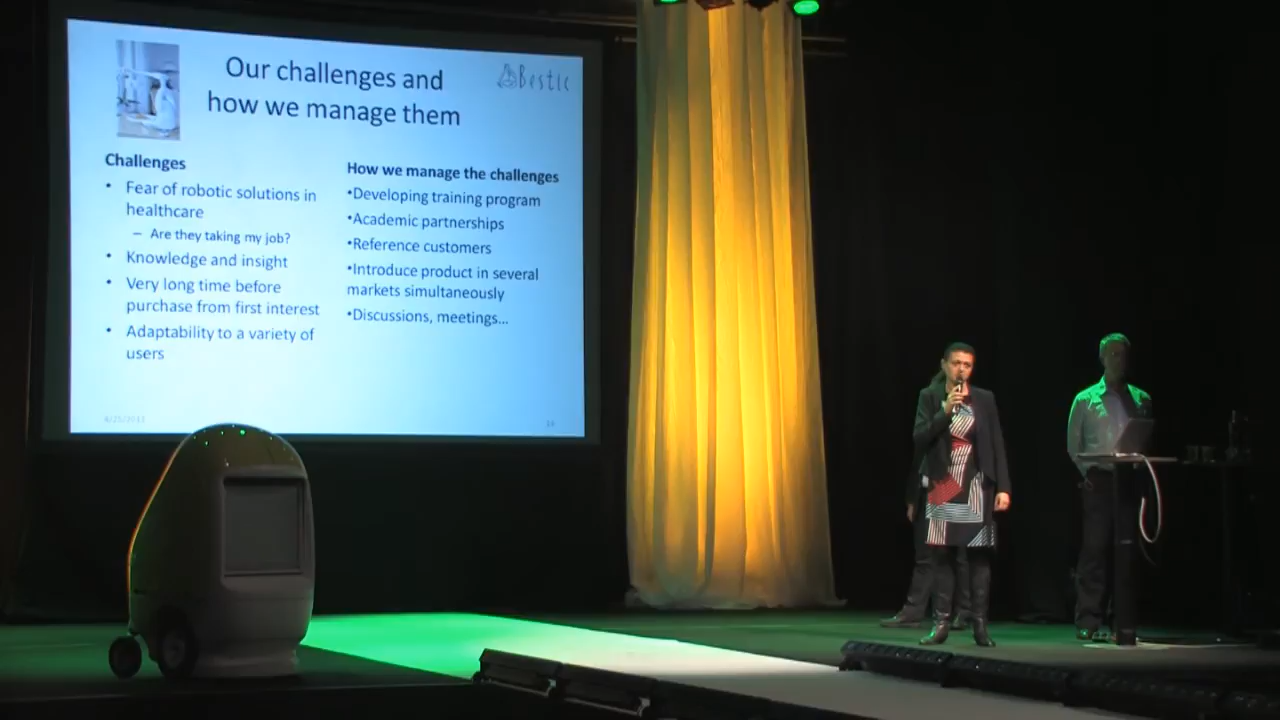 Our challenges and
how we manage them
Bestic
Challenges
• Fear of robotic solutions in
healthcare
– Are they taking my job?
• Knowledge and insight
• Very long time before
purchase from first interest
• Adaptability to a variety of
users
How we manage the challenges
•Developing training program
•Academic partnerships
•Reference customers
•Introduce product in several
markets simultaneously
•Discussions, meetings...